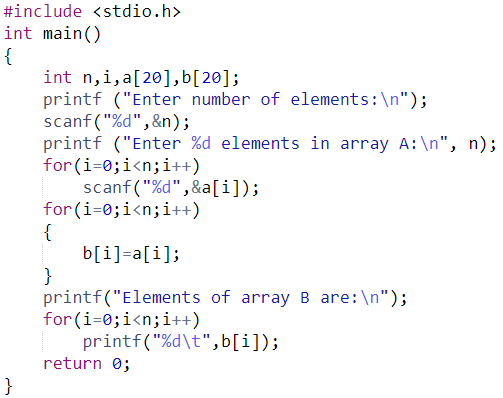 #include <stdio.h>
int main()
{
    int n,i,a[20],b[20];
    printf ("Enter number of elements:\n");
    scanf("%d",&n);
    printf ("Enter %d elements in array A:\n", n);
    for(i=0;i<n;i++)
        scanf("%d",&a[i]);
    for(i=0;i<n;i++)
    {
        b[i]=a[i];
    }
    printf("Elements of array B are:\n");
    for(i=0;i<n;i++)
        printf("%d\t",b[i]);
    return 0;
}